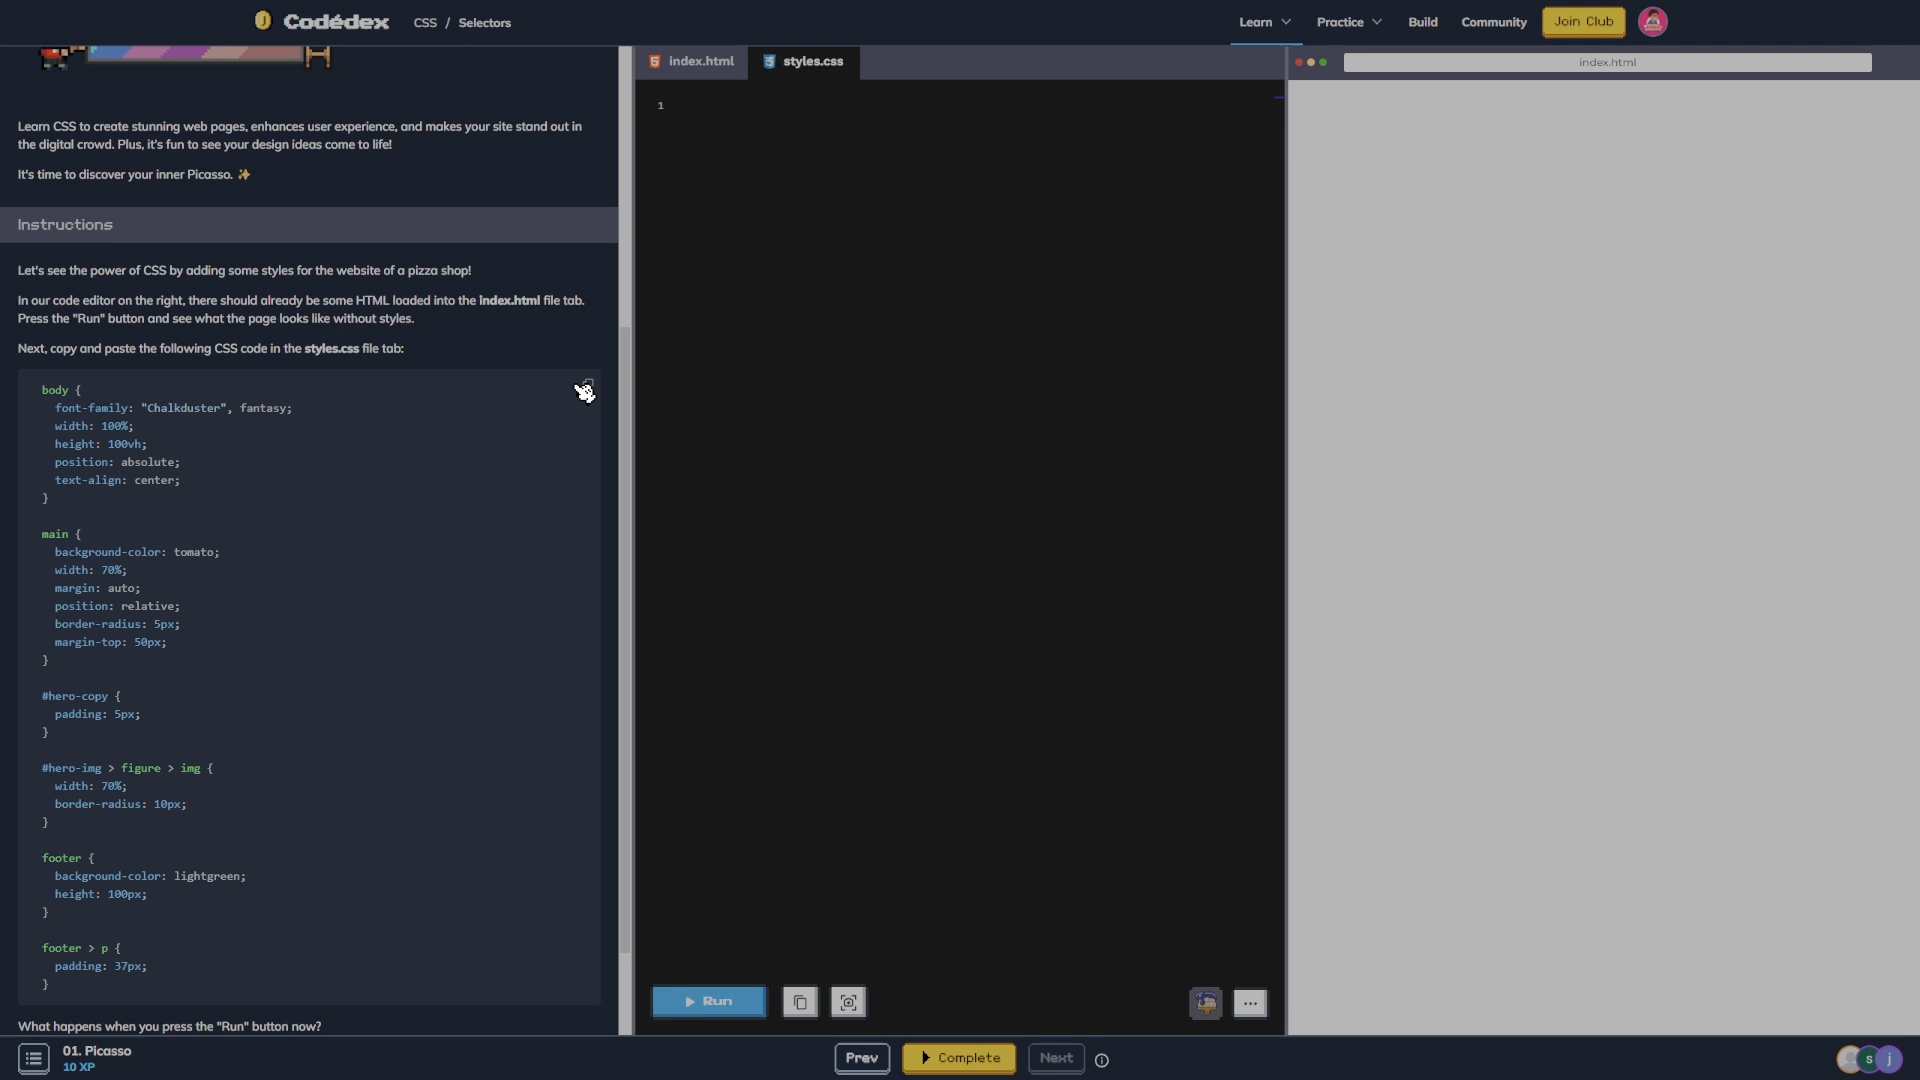 Codédex
CSS / Selectors
Learn
Practice
Build
Community
Join Club
Learn CSS to create stunning web pages, enhances user experience, and makes your site stand out in
the digital crowd. Plus, it's fun to see your design ideas come to life!
It's time to discover your inner Picasso. ✨
Instructions
Let's see the power of CSS by adding some styles for the website of a pizza shop!
In our code editor on the right, there should already be some HTML loaded into the index.html file tab.
Press the "Run" button and see what the page looks like without styles.
Next, copy and paste the following CSS code in the styles.css file tab:
body {
  font-family: "Chalkduster", fantasy;
  width: 100%;
  height: 100vh;
  position: absolute;
  text-align: center;
}
main {
  background-color: tomato;
  width: 70%;
  margin: auto;
  position: relative;
  border-radius: 5px;
  margin-top: 50px;
}
#hero-copy {
  padding: 5px;
}
#hero-img > figure > img {
  width: 70%;
  border-radius: 10px;
}
footer {
  background-color: lightgreen;
  height: 100px;
}
footer > p {
  padding: 37px;
}
What happens when you press the "Run" button now?
index.html
styles.css
1
Run
...
index.html
01. Picasso
10 XP
Prev
Complete
Next
s
j